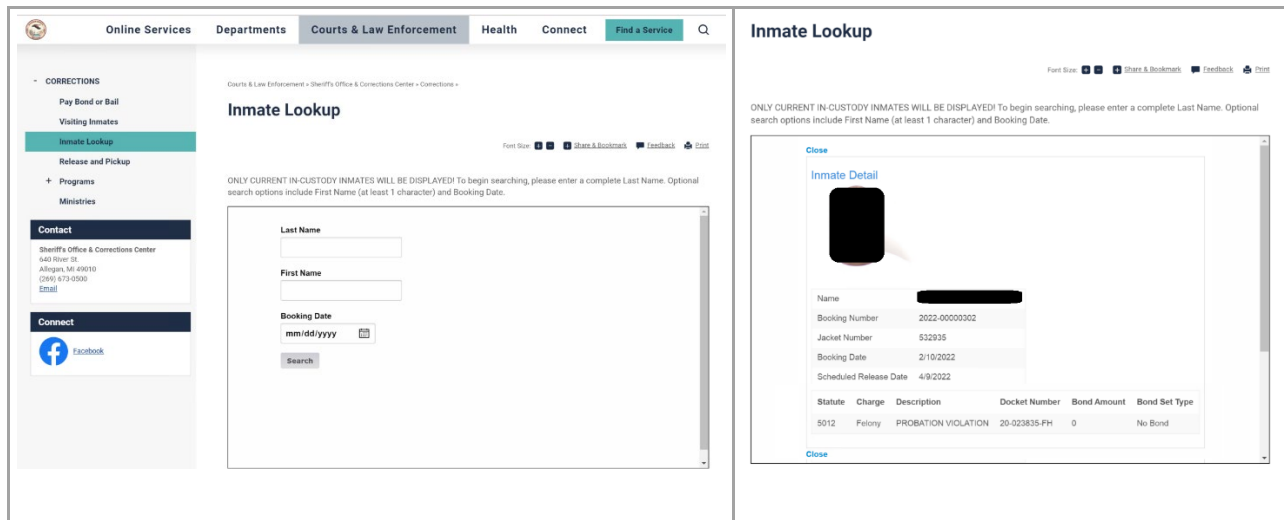 Online Services Departments Courts & Law Enforcement Health Connect Find a Service
- CORRECTIONS
Pay Bond or Bail
Visiting Inmates
Inmate Lookup
Release and Pickup
+ Programs
Ministries
Contact
Sheriff's Office & Corrections Center
640 River St.
Allegan, MI 49010
(269) 673-0500
Email
Connect
Facebook
Courts & Law Enforcement » Sheriff's Office & Corrections Center » Corrections »
Inmate Lookup
Font Size: + - + Share & Bookmark Feedback Print
ONLY CURRENT IN-CUSTODY INMATES WILL BE DISPLAYED! To begin searching, please enter a complete Last Name. Optional
search options include First Name (at least 1 character) and Booking Date.
Last Name
First Name
Booking Date
mm/dd/yyyy
Search
Inmate Lookup
Font Size: + - + Share & Bookmark Feedback Print
ONLY CURRENT IN-CUSTODY INMATES WILL BE DISPLAYED! To begin searching, please enter a complete Last Name. Optional
search options include First Name (at least 1 character) and Booking Date.
Close
Inmate Detail
Name
Booking Number 2022-00000302
Jacket Number 532935
Booking Date 2/10/2022
Scheduled Release Date 4/9/2022
Statute Charge Description Docket Number Bond Amount Bond Set Type
5012 Felony PROBATION VIOLATION 20-023835-FH 0 No Bond
Close